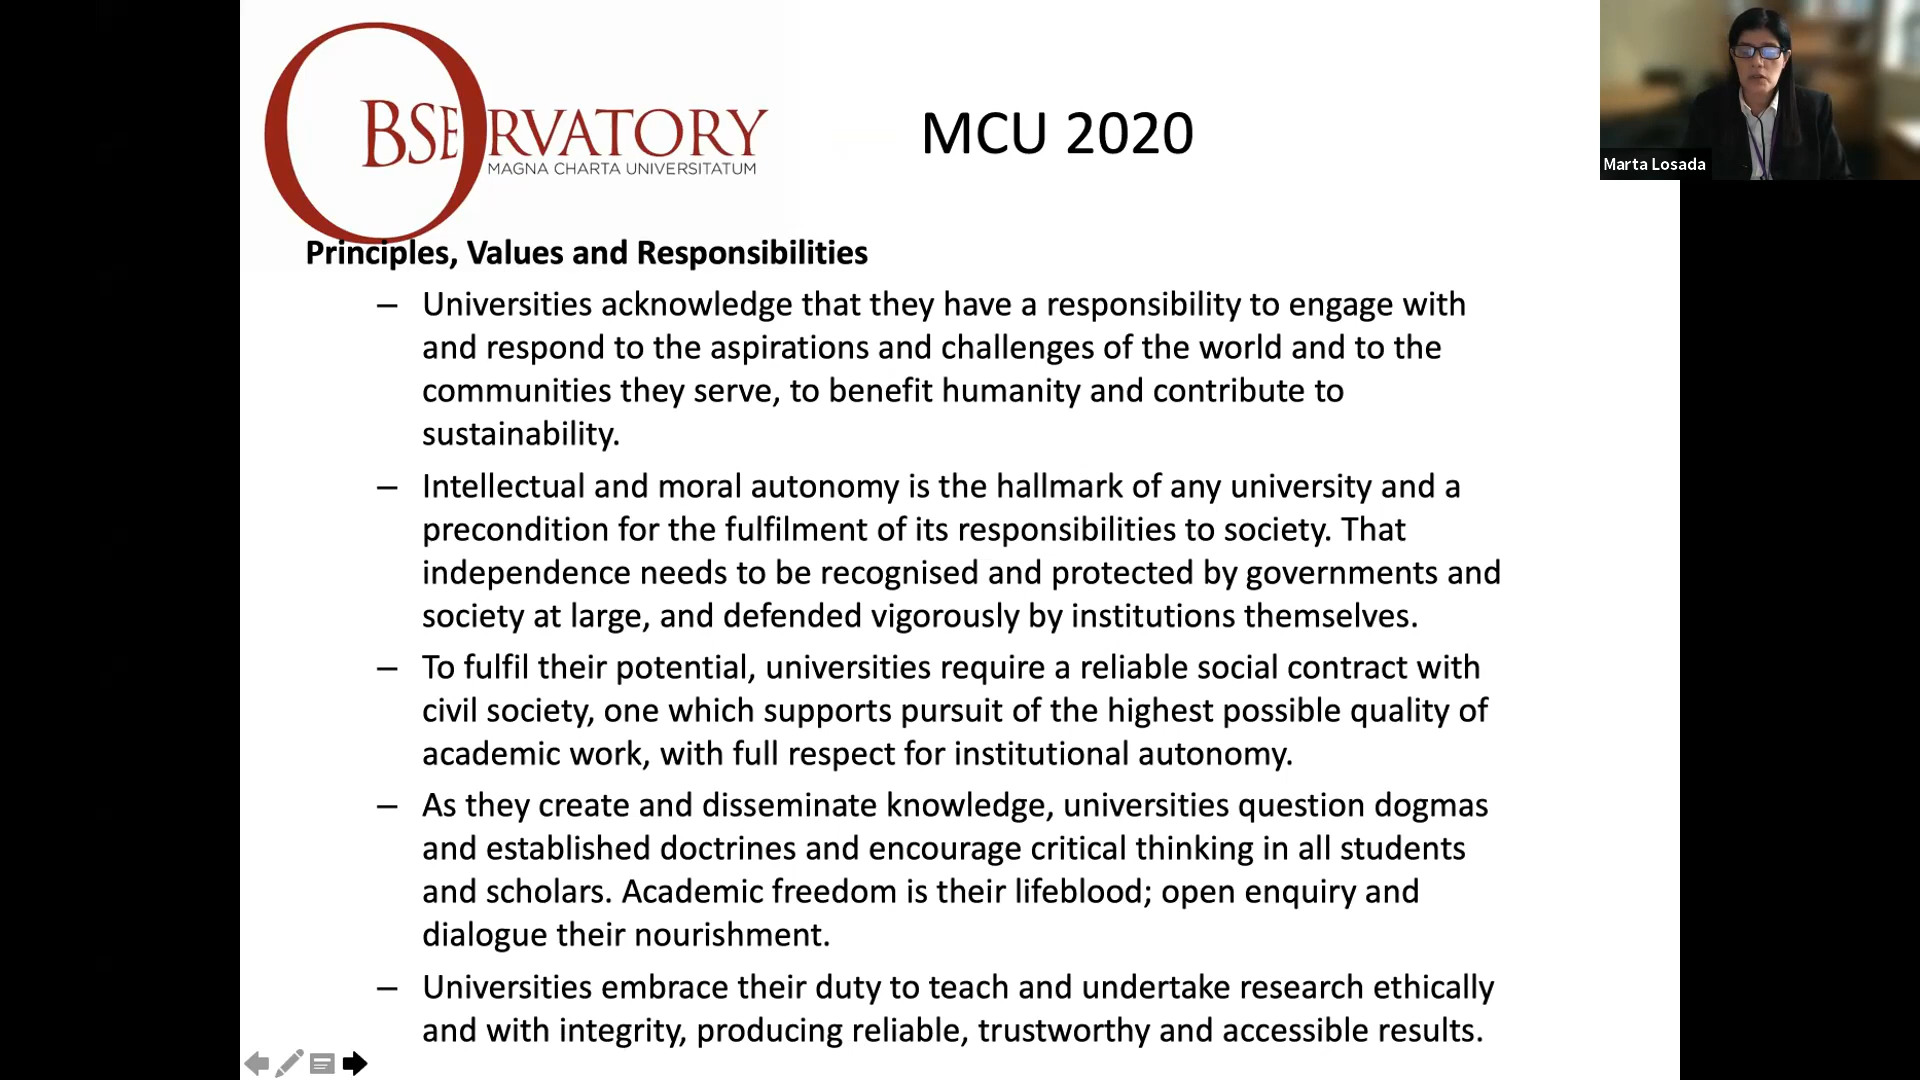 OBSERVATORY
MAGNA CHARTA UNIVERSITATUM
MCU 2020
Marta Losada
Principles, Values and Responsibilities
– Universities acknowledge that they have a responsibility to engage with
and respond to the aspirations and challenges of the world and to the
communities they serve, to benefit humanity and contribute to
sustainability.
– Intellectual and moral autonomy is the hallmark of any university and a
precondition for the fulfilment of its responsibilities to society. That
independence needs to be recognised and protected by governments and
society at large, and defended vigorously by institutions themselves.
– To fulfil their potential, universities require a reliable social contract with
civil society, one which supports pursuit of the highest possible quality of
academic work, with full respect for institutional autonomy.
– As they create and disseminate knowledge, universities question dogmas
and established doctrines and encourage critical thinking in all students
and scholars. Academic freedom is their lifeblood; open enquiry and
dialogue their nourishment.
– Universities embrace their duty to teach and undertake research ethically
and with integrity, producing reliable, trustworthy and accessible results.